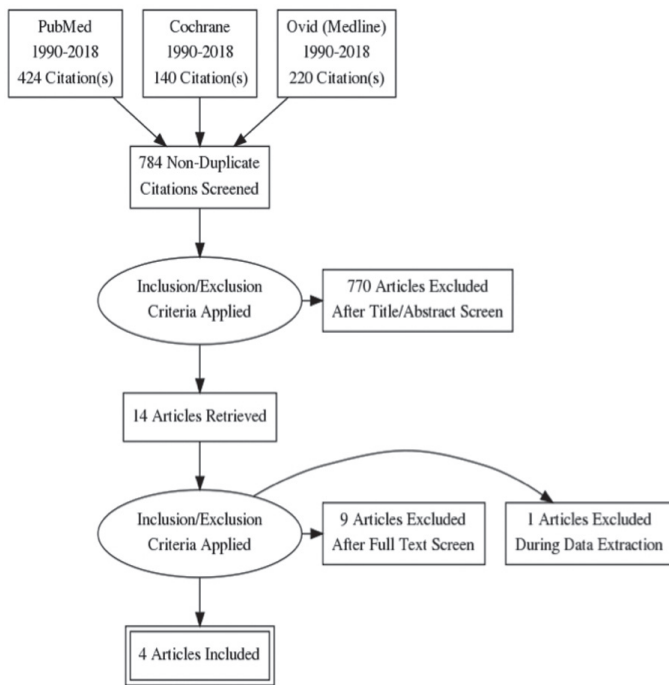 PubMed
1990-2018
424 Citation(s)
Cochrane
1990-2018
140 Citation(s)
Ovid (Medline)
1990-2018
220 Citation(s)
784 Non-Duplicate
Citations Screened
Inclusion/Exclusion
Criteria Applied
770 Articles Excluded
After Title/Abstract Screen
14 Articles Retrieved
Inclusion/Exclusion
Criteria Applied
9 Articles Excluded
After Full Text Screen
1 Articles Excluded
During Data Extraction
4 Articles Included